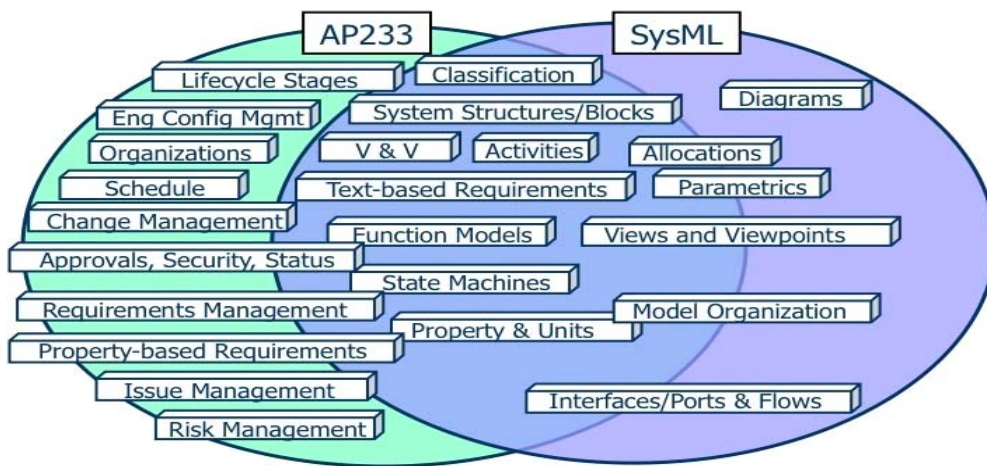 AP233
SysML
Lifecycle Stages
Classification
Diagrams
Eng Config Mgmt
System Structures/Blocks
Organizations
V & V
Activities
Allocations
Schedule
Text-based Requirements
Parametrics
Change Management
Function Models
Views and Viewpoints
Approvals, Security, Status
State Machines
Requirements Management
Model Organization
Property & Units
Property-based Requirements
Issue Management
Interfaces/Ports & Flows
Risk Management